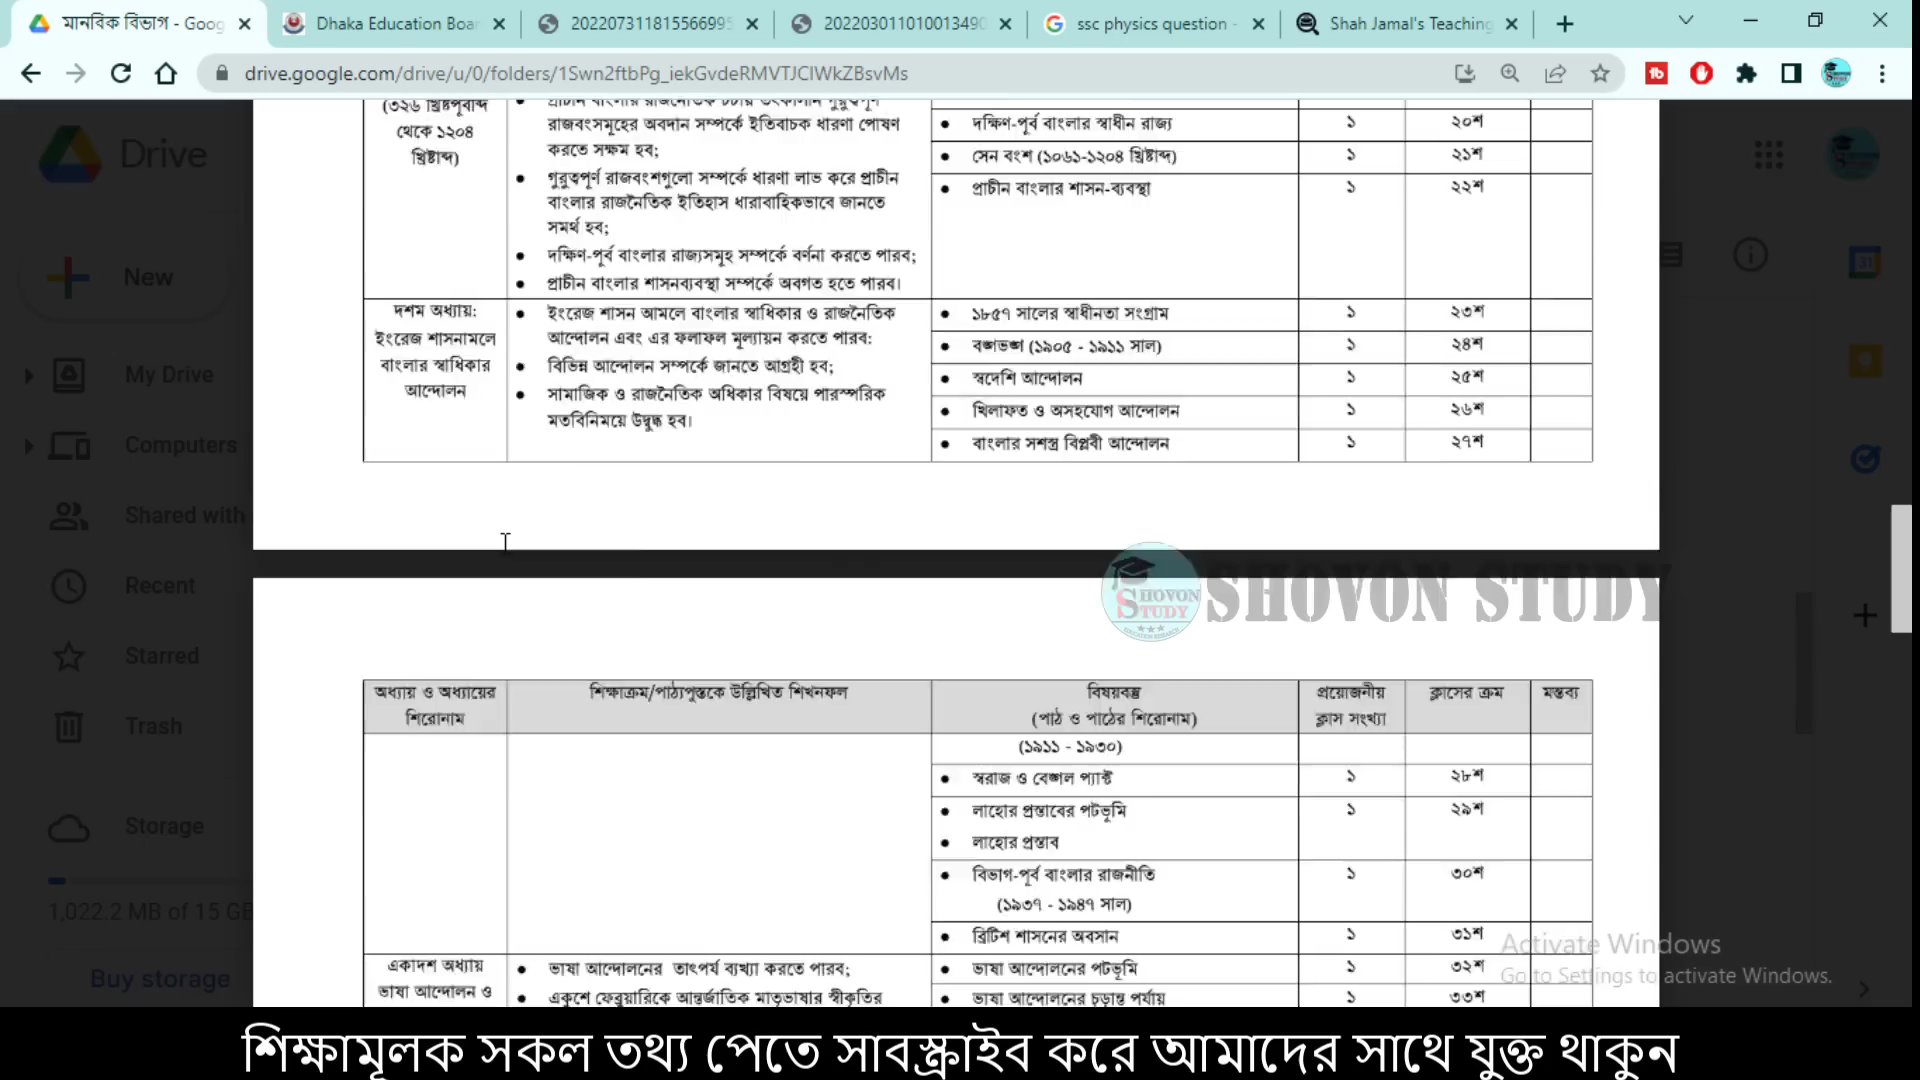 মানবিক বিভাগ - Goog
Dhaka Education Boar
20220731181556699
20220301101001349
ssc physics question -
Shah Jamal's Teaching
drive.google.com/drive/u/0/folders/1Swn2ftbPg_iekGvdeRMVTJClWkZBsvMs
Drive
New
My Drive
Computers
Shared with
Recent
Starred
Trash
Storage
1,022.2 MB of 15 GB
Buy storage
(৩২৬ খ্রিষ্টপূর্বাব্দ
থেকে ১২০৪
খ্রিষ্টাব্দ)
প্রাচীন বাংলার রাজনৈতিক চর্চায় তৎকালীন গুরুত্বপূর্ণ
রাজবংসমূহের অবদান সম্পর্কে ইতিবাচক ধারণা পোষণ
করতে সক্ষম হব;
গুরুত্বপূর্ণ রাজবংশগুলো সম্পর্কে ধারণা লাভ করে প্রাচীন
বাংলার রাজনৈতিক ইতিহাস ধারাবাহিকভাবে জানতে
সমর্থ হব;
দক্ষিণ-পূর্ব বাংলার রাজ্যসমূহ সম্পর্কে বর্ণনা করতে পারব;
প্রাচীন বাংলার শাসনব্যবস্থা সম্পর্কে অবগত হতে পারব।
দক্ষিণ-পূর্ব বাংলার স্বাধীন রাজ্য ১ ২০শ
সেন বংশ (১০৬১-১২০৪ খ্রিষ্টাব্দ) ১ ২১শ
প্রাচীন বাংলার শাসন-ব্যবস্থা ১ ২২শ
দশম অধ্যায়:
ইংরেজ শাসনামলে
বাংলার স্বাধিকার
আন্দোলন
ইংরেজ শাসন আমলে বাংলার স্বাধিকার ও রাজনৈতিক
আন্দোলন এবং এর ফলাফল মূল্যায়ন করতে পারব:
বিভিন্ন আন্দোলন সম্পর্কে জানতে আগ্রহী হব;
সামাজিক ও রাজনৈতিক অধিকার বিষয়ে পারস্পরিক
মতবিনিময়ে উদ্বুদ্ধ হব।
১৮৫৭ সালের স্বাধীনতা সংগ্রাম ১ ২৩শ
বঙ্গভঙ্গ (১৯০৫ - ১৯১১ সাল) ১ ২৪শ
স্বদেশি আন্দোলন ১ ২৫শ
খিলাফত ও অসহযোগ আন্দোলন ১ ২৬শ
বাংলার সশস্ত্র বিপ্লবী আন্দোলন ১ ২৭শ
SHOVON STUDY
SHOVON STUDY
অধ্যায় ও অধ্যায়ের
শিরোনাম
শিক্ষাক্রম/পাঠ্যপুস্তকে উল্লিখিত শিখনফল
বিষয়বস্তু
(পাঠ ও পাঠের শিরোনাম)
প্রয়োজনীয়
ক্লাস সংখ্যা
ক্লাসের ক্রম
মন্তব্য
(১৯১১ - ১৯৩০)
স্বরাজ ও বেঙ্গল প্যাক্ট ১ ২৮শ
লাহোর প্রস্তাবের পটভূমি ১ ২৯শ
লাহোর প্রস্তাব
বিভাগ-পূর্ব বাংলার রাজনীতি ১ ৩০শ
(১৯৩৭ - ১৯৪৭ সাল)
ব্রিটিশ শাসনের অবসান ১ ৩১শ
একাদশ অধ্যায়
ভাষা আন্দোলন ও
ভাষা আন্দোলনের তাৎপর্য ব্যখ্যা করতে পারব;
একুশে ফেব্রুয়ারিকে আন্তর্জাতিক মাতৃভাষার স্বীকৃতির
ভাষা আন্দোলনের পটভূমি ১ ৩২শ
ভাষা আন্দোলনের চূড়ান্ত পর্যায় ১ ৩৩শ
Activate Windows
Go to Settings to activate Windows.
শিক্ষামূলক সকল তথ্য পেতে সাবস্ক্রাইব করে আমাদের সাথে যুক্ত থাকুন